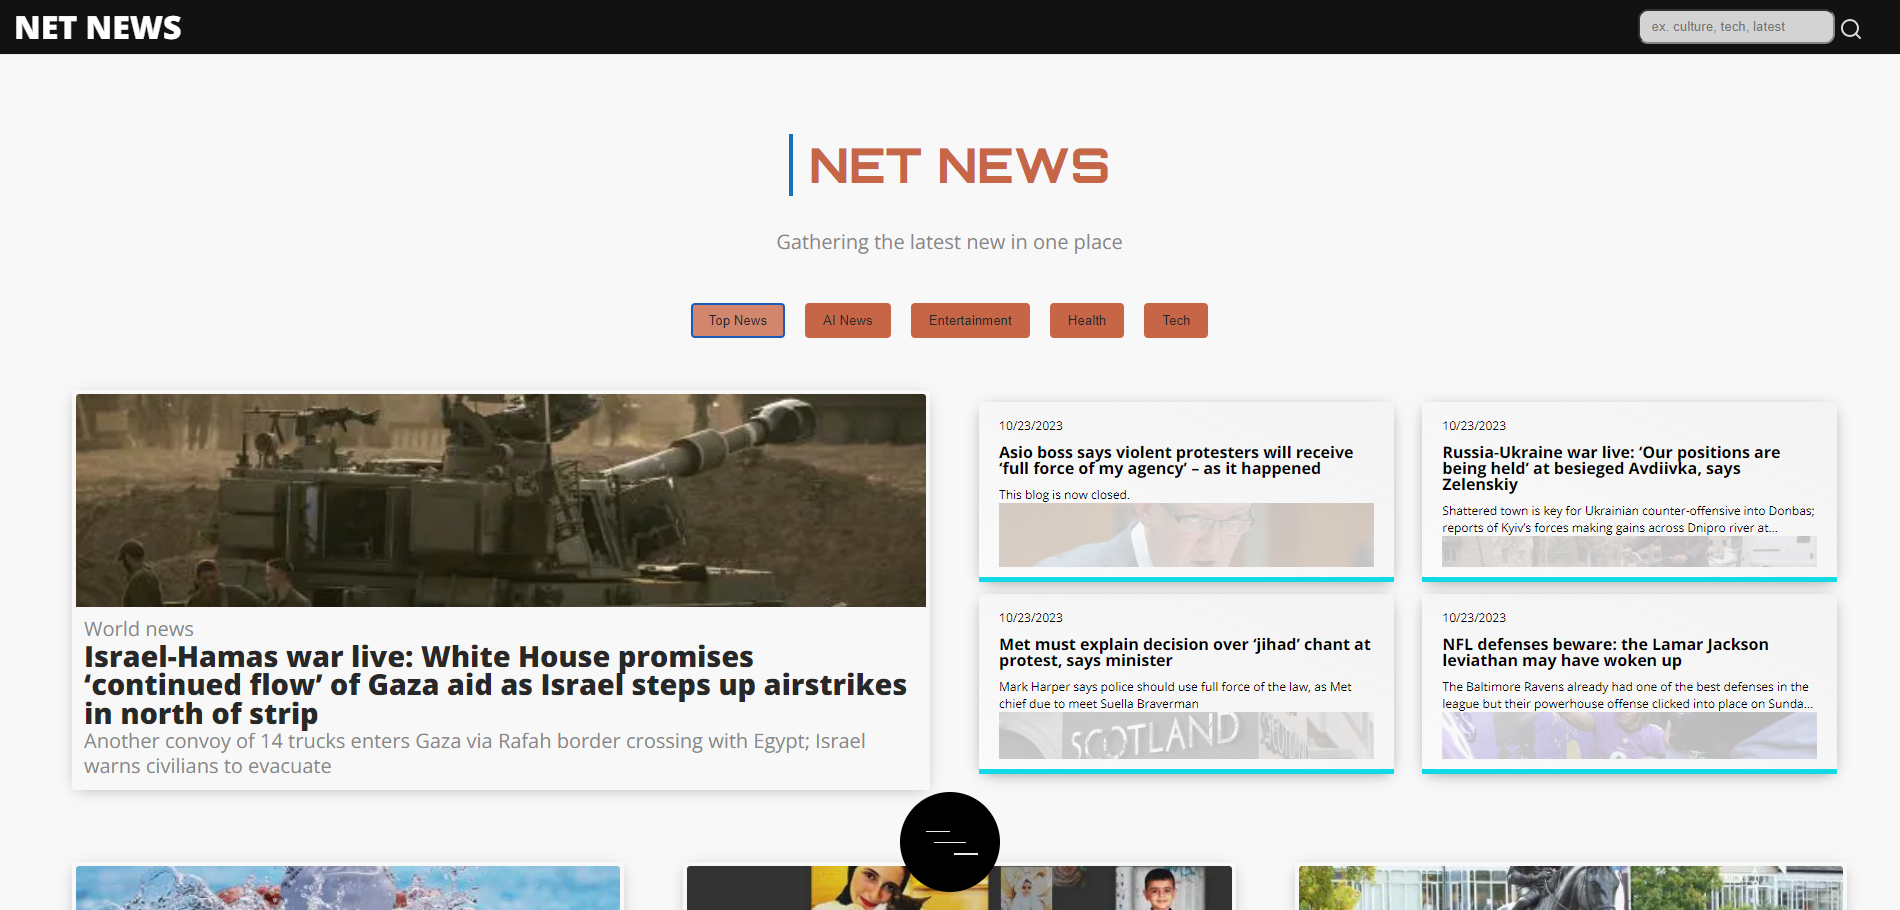 NET NEWS
ex. culture, tech, latest
NET NEWS
Gathering the latest new in one place
Top News
AI News
Entertainment
Health
Tech
World news
Israel-Hamas war live: White House promises
‘continued flow’ of Gaza aid as Israel steps up airstrikes
in north of strip
Another convoy of 14 trucks enters Gaza via Rafah border crossing with Egypt; Israel
warns civilians to evacuate
10/23/2023
Asio boss says violent protesters will receive
‘full force of my agency’ – as it happened
This blog is now closed.
10/23/2023
Russia-Ukraine war live: ‘Our positions are
being held’ at besieged Avdiivka, says
Zelenskiy
Shattered town is key for Ukrainian counter-offensive into Donbas;
reports of Kyiv’s forces making gains across Dnipro river at...
10/23/2023
Met must explain decision over ‘jihad’ chant at
protest, says minister
Mark Harper says police should use full force of the law, as Met
chief due to meet Suella Braverman
SCOTLAND
10/23/2023
NFL defenses beware: the Lamar Jackson
leviathan may have woken up
The Baltimore Ravens already had one of the best defenses in the
league but their powerhouse offense clicked into place on Sunda...